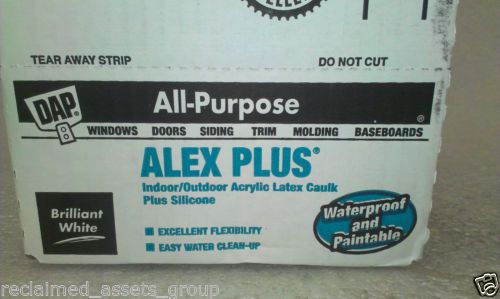 TEAR AWAY STRIP
DO NOT CUT
DAP
All-Purpose
®
WINDOWS DOORS SIDING TRIM MOLDING BASEBOARDS
ALEX PLUS®
Indoor/Outdoor Acrylic Latex Caulk
Plus Silicone
Brilliant
White
EXCELLENT FLEXIBILITY
EASY WATER CLEAN-UP
Waterproof
and
Paintable
reclaimed_assets_group